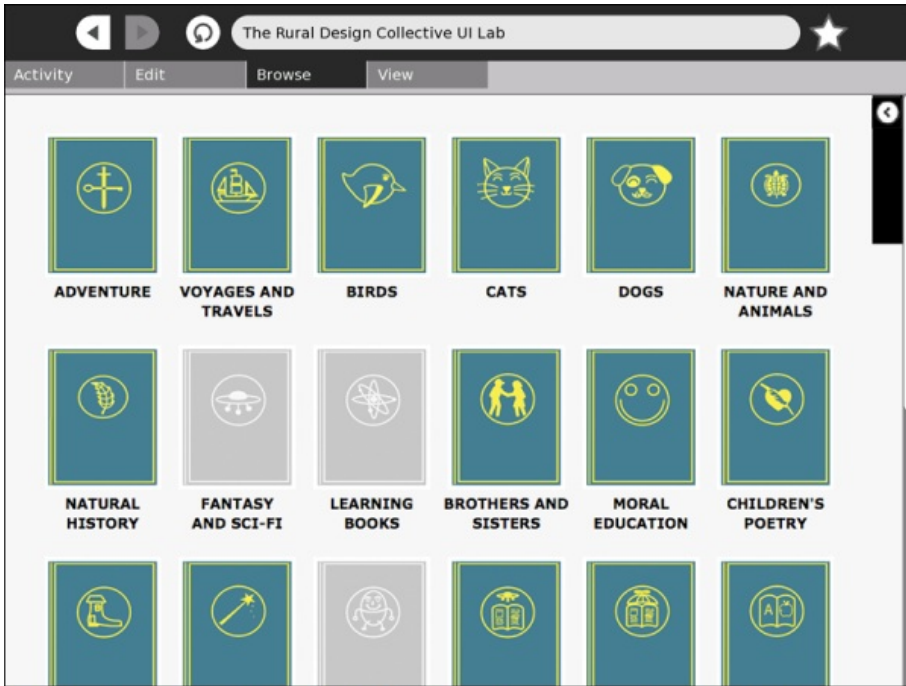 The Rural Design Collective UI Lab
Activity Edit Browse View
ADVENTURE
VOYAGES AND
TRAVELS
BIRDS
CATS
DOGS
NATURE AND
ANIMALS
NATURAL
HISTORY
FANTASY
AND SCI-FI
LEARNING
BOOKS
BROTHERS AND
SISTERS
MORAL
EDUCATION
CHILDREN'S
POETRY
B
A